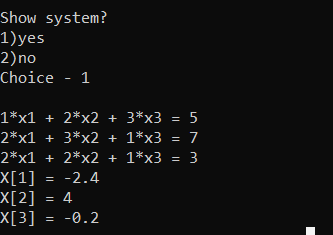 Show system?
1)yes
2)no
Choice - 1
1*x1 + 2*x2 + 3*x3 = 5
2*x1 + 3*x2 + 1*x3 = 7
2*x1 + 2*x2 + 1*x3 = 3
X[1] = -2.4
X[2] = 4
X[3] = -0.2